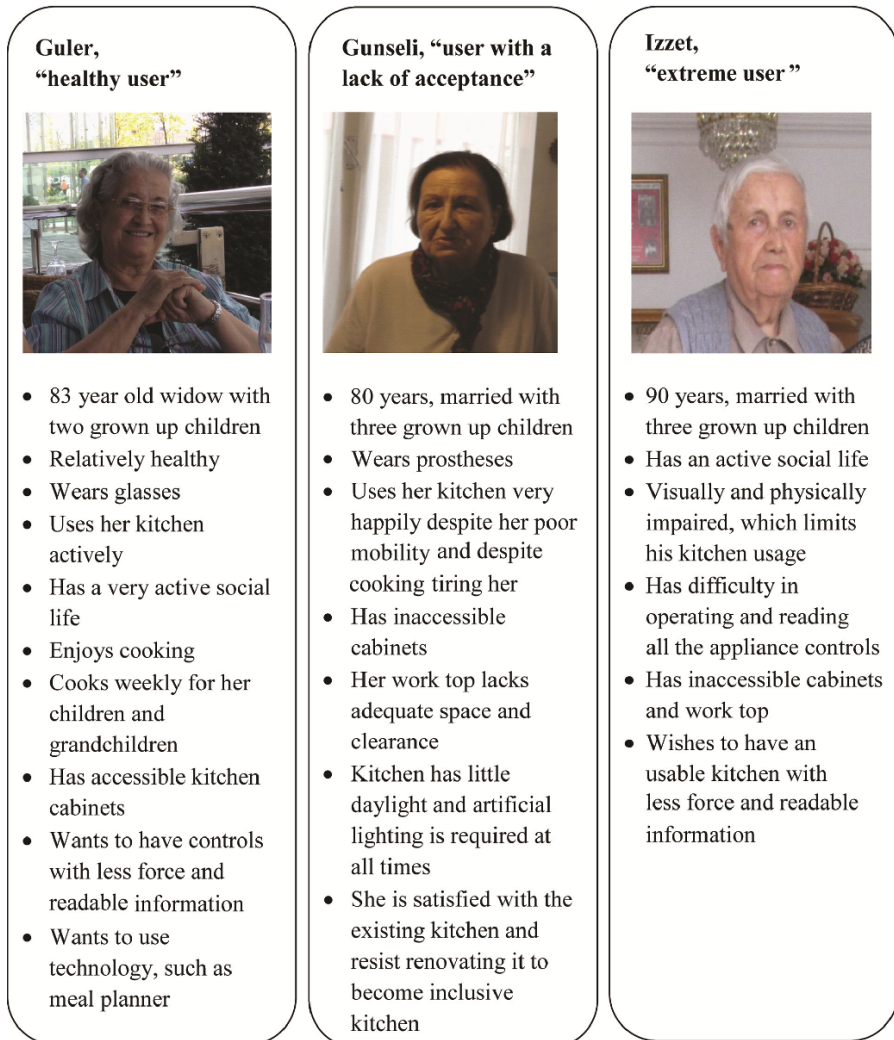 Guler,
“healthy user”
• 83 year old widow with
two grown up children
• Relatively healthy
• Wears glasses
• Uses her kitchen
actively
• Has a very active social
life
• Enjoys cooking
• Cooks weekly for her
children and
grandchildren
• Has accessible kitchen
cabinets
• Wants to have controls
with less force and
readable information
• Wants to use
technology, such as
meal planner
Gunseli, “user with a
lack of acceptance”
• 80 years, married with
three grown up children
• Wears prostheses
• Uses her kitchen very
happily despite her poor
mobility and despite
cooking tiring her
• Has inaccessible
cabinets
• Her work top lacks
adequate space and
clearance
• Kitchen has little
daylight and artificial
lighting is required at
all times
• She is satisfied with the
existing kitchen and
resist renovating it to
become inclusive
kitchen
Izzet,
“extreme user”
• 90 years, married with
three grown up children
• Has an active social life
• Visually and physically
impaired, which limits
his kitchen usage
• Has difficulty in
operating and reading
all the appliance controls
• Has inaccessible cabinets
and work top
• Wishes to have an
usable kitchen with
less force and readable
information